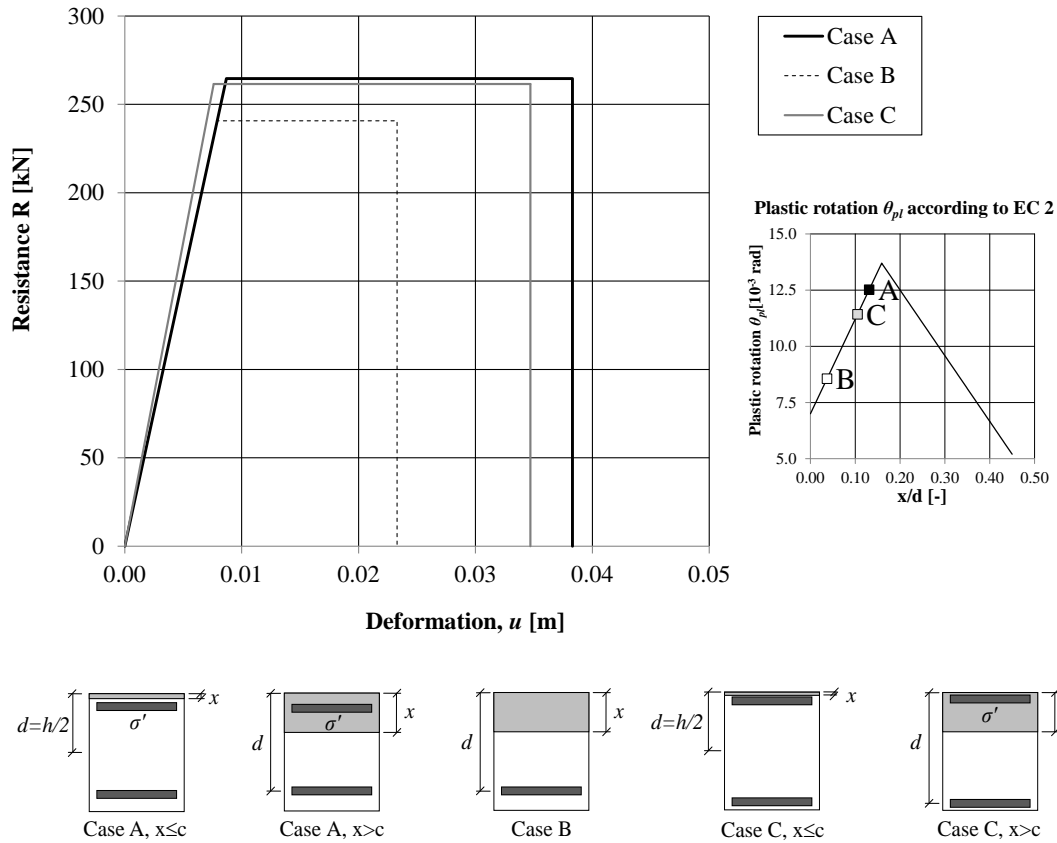 300
250
200
150
100
50
0
Resistance R [kN]
0.00 0.01 0.02 0.03 0.04 0.05
Deformation, u [m]
Case A
Case B
Case C
Plastic rotation θpl according to EC 2
15.0
12.5
10.0
7.5
5.0
Plastic rotation θpl[10-3 rad]
A
C
B
0.00 0.10 0.20 0.30 0.40 0.50
x/d [-]
d=h/2
x
σ'
Case A, x≤c
d
x
σ'
Case A, x>c
d
x
Case B
d=h/2
x
Case C, x≤c
d
σ'
Case C, x>c